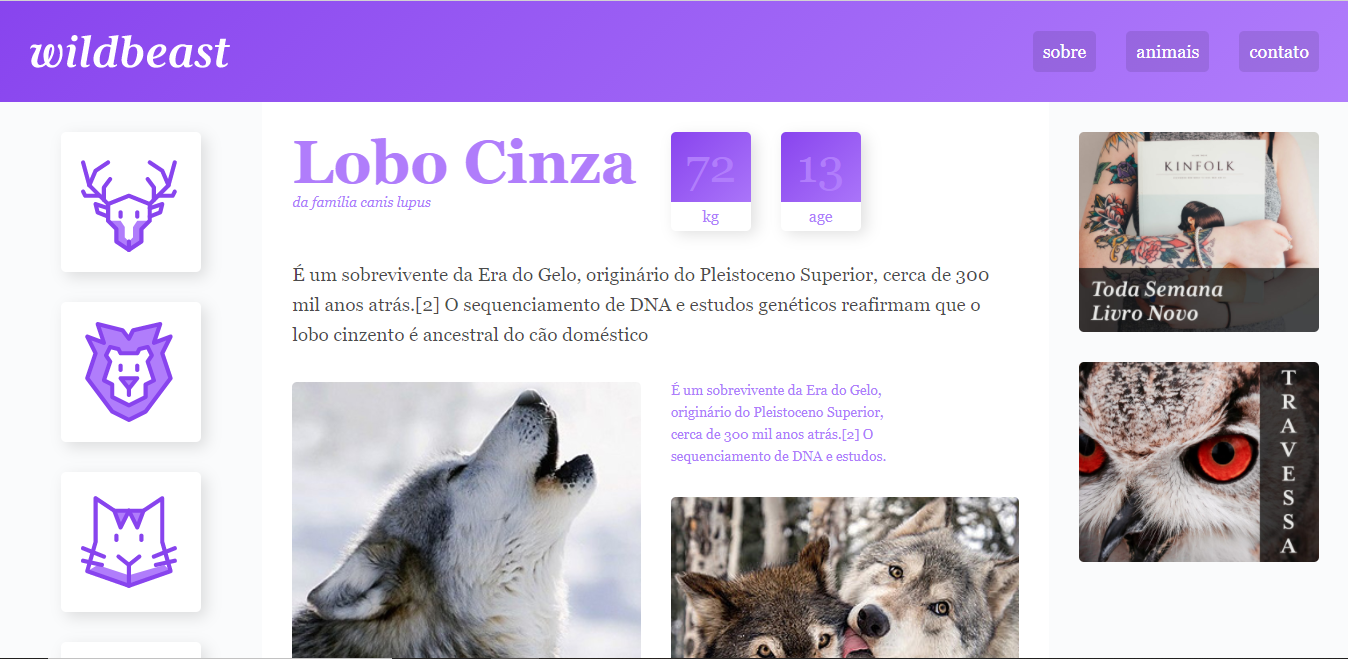 wildbeast
sobre
animais
contato
Lobo Cinza
da família canis lupus
72
kg
13
age
É um sobrevivente da Era do Gelo, originário do Pleistoceno Superior, cerca de 300
mil anos atrás.[2] O sequenciamento de DNA e estudos genéticos reafirmam que o
lobo cinzento é ancestral do cão doméstico
É um sobrevivente da Era do Gelo,
originário do Pleistoceno Superior,
cerca de 300 mil anos atrás.[2] O
sequenciamento de DNA e estudos.
KINFOLK
Toda Semana
Livro Novo
TRAVESSA